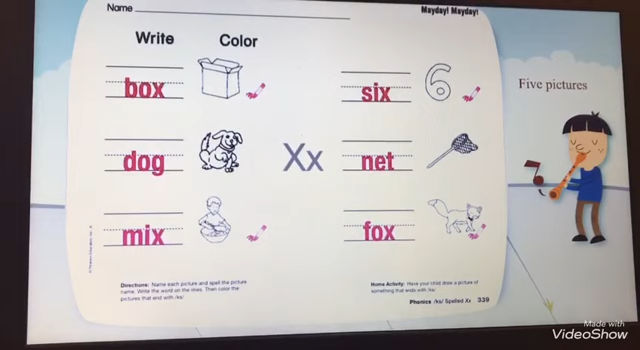 Name
Mayday! Mayday!
Write Color
box
six
6
Five pictures
dog
Xx
net
mix
fox
Directions: Name each picture and spell the picture
name. Write the word on the lines. Then color the
pictures that end with /ks/.
Home Activity: Have your child draw a picture of
something that ends with /ks/.
Phonics /ks/ Spelled Xx 339
Made with
VideoShow